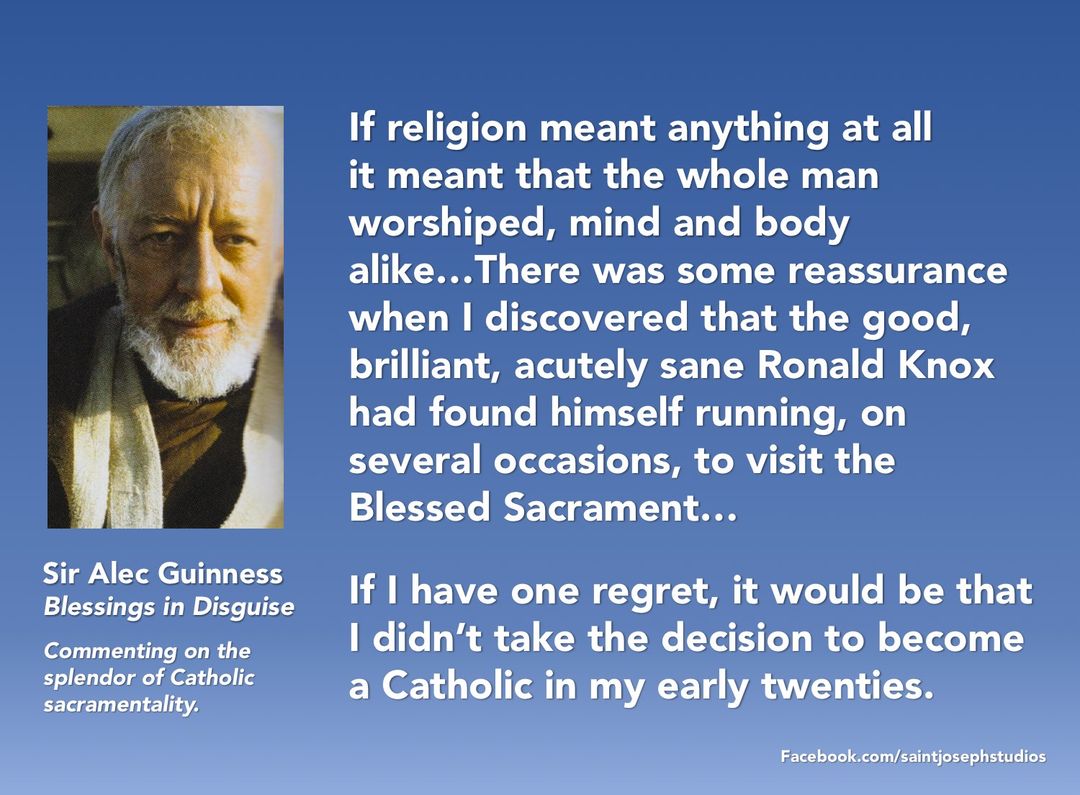 If religion meant anything at all
it meant that the whole man
worshiped, mind and body
alike...There was some reassurance
when I discovered that the good,
brilliant, acutely sane Ronald Knox
had found himself running, on
several occasions, to visit the
Blessed Sacrament...
If I have one regret, it would be that
I didn't take the decision to become
a Catholic in my early twenties.
Sir Alec Guinness
Blessings in Disguise
Commenting on the
splendor of Catholic
sacramentality.
Facebook.com/saintjosephstudios